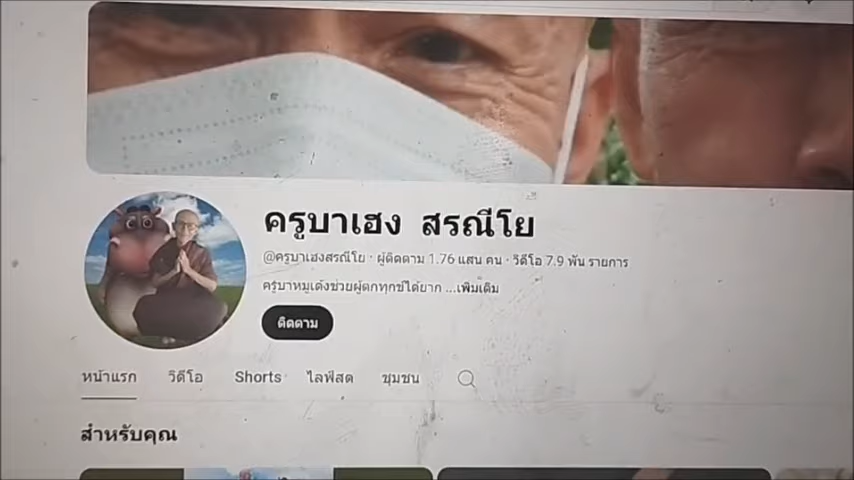 ครูบาเฮง สรณีโย
@ครูบาเฮงสรณีโย · ผู้ติดตาม 1.76 แสน คน · วิดีโอ 7.9 พัน รายการ
ครูบาหมูเด้งช่วยผู้ตกทุกข์ได้ยาก ...เพิ่มเติม
ติดตาม
หน้าแรก วิดีโอ Shorts ไลฟ์สด ชุมชน
สำหรับคุณ